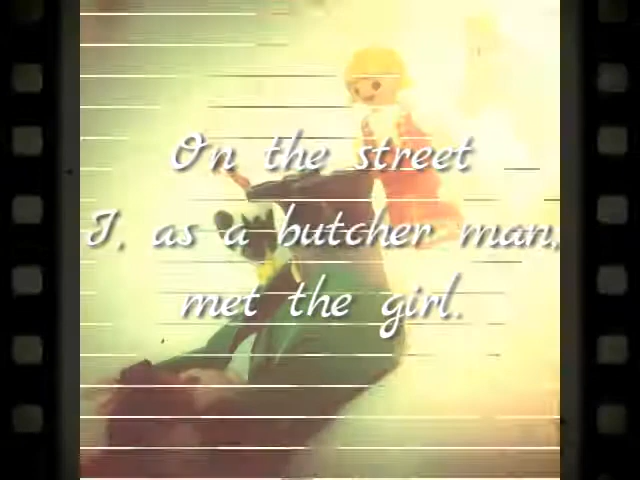 On the street
I, as a butcher man,
met the girl.